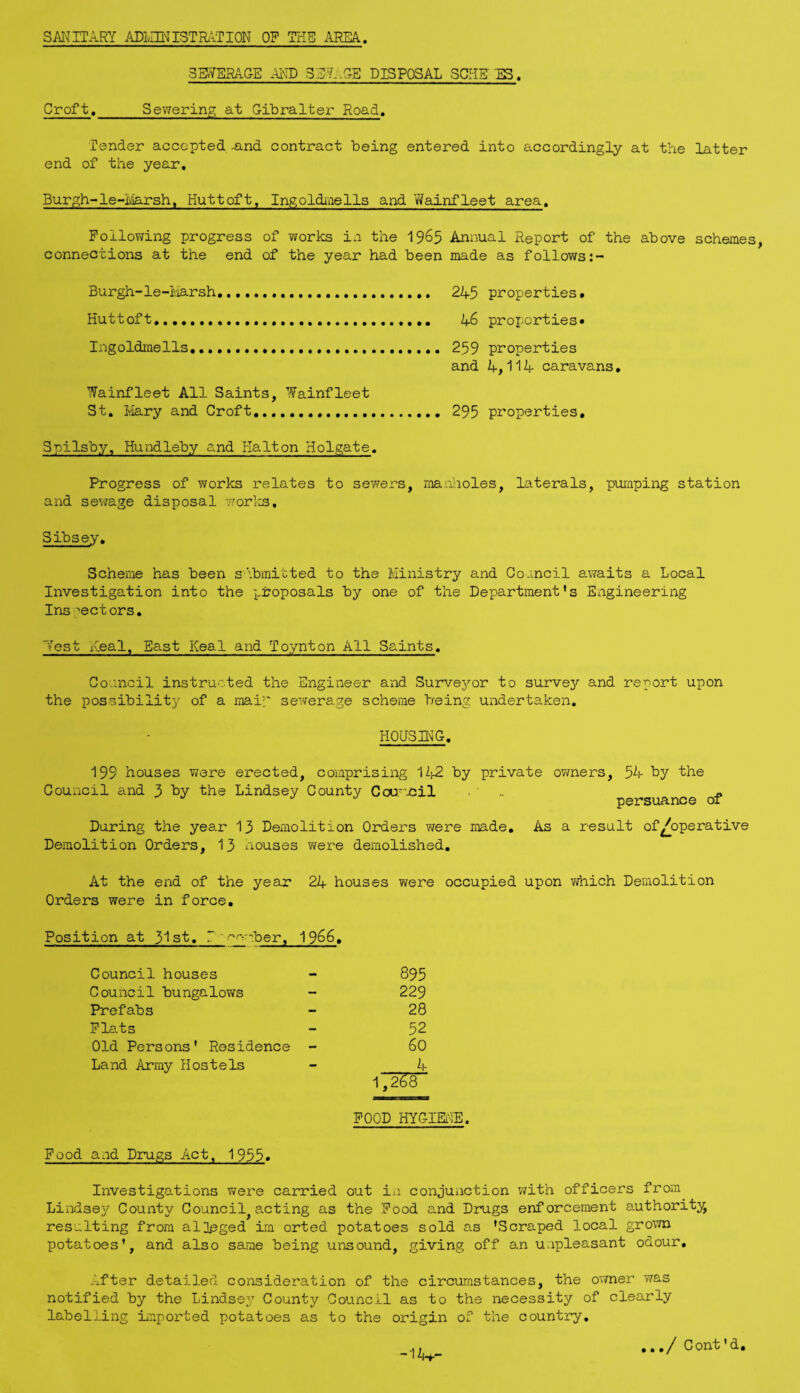 SANITARY ADMINISTRATION OF THE AREA.
SEWERAGE AND SEWAGE DISPOSAL SCHEMES.
Croft. Sewering at Gibralter Road.
Tender accepted and contract being entered into accordingly at the latter
end of the year.
Burgh-le-Marsh, Huttoft, Ingoldmells and Wainfleet area.
Following progress of works in the 1965 Annual Report of the above schemes,
connections at the end of the year had been made as follows:-
Burgh-le-Marsh......................... 245 properties.
Huttoft................................ 46 properties.
Ingoldmells............................ 259 properties
and 4,114 caravans.
Wainfleet All Saints, Wainfleet
St. Mary and Croft..................... 295 properties.
Spilsby, Hundleby and Halton Holgate.
Progress of works relates to sewers, manholes, laterals, pumping station
and sewage disposal works.
Sibsey.
Scheme has been submitted to the Ministry and Council awaits a Local
Investigation into the proposals by one of the Department's Engineering
Inspectors.
West Keal, East Keal and Toynton All Saints.
Council instructed the Engineer and Surveyor to survey and report upon
the possibility of a main sewerage scheme being undertaken.
HOUSING.
199 houses were erected, comprising 142 by private owners, 54 by the
Council and 3 by the Lindsey County Council
persuance of
During the year 13 Demolition Orders were made. As a result of/operative
Demolition Orders, 13 houses were demolished.
At the end of the year 24 houses were occupied upon which Demolition
Orders were in force.
Position at 31st. December, 1966.
Council houses - 895
Council bungalows - 229
Prefabs - 28
Flats - 52
Old Persons' Residence - 60
Land Army Hostels - 4
1,268
FOOD HYGIENE.
Food and Drugs Act, 1955.
Investigations were carried out in conjunction with officers from
Lindsey County Council, acting as the Food and Drugs enforcement authority,
resulting from alleged im orted potatoes sold as 'Scraped local grown
potatoes', and also same being unsound, giving off an unpleasant odour.
After detailed consideration of the circumstances, the owner was
notified by the Lindsey County Council as to the necessity of clearly
labelling imported potatoes as to the origin of the country.
-14-
.../ Cont'd.